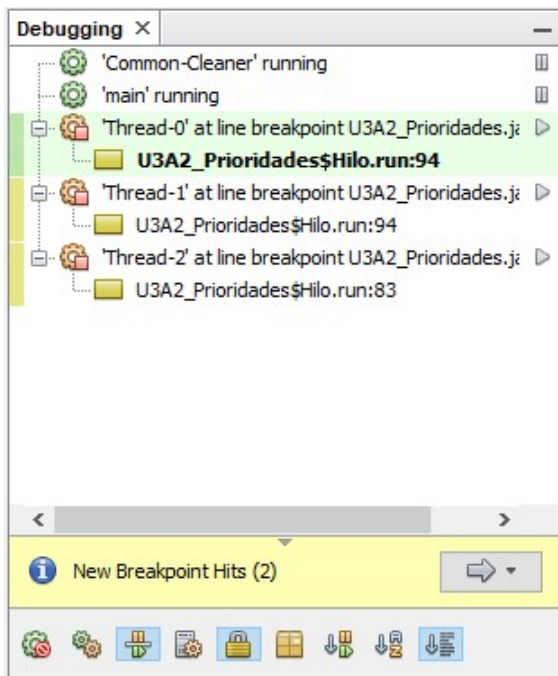 Debugging
'Common-Cleaner' running
'main' running
'Thread-0' at line breakpoint U3A2_Prioridades.ja
U3A2_Prioridades$Hilo.run:94
'Thread-1' at line breakpoint U3A2_Prioridades.ja
U3A2_Prioridades$Hilo.run:94
'Thread-2' at line breakpoint U3A2_Prioridades.ja
U3A2_Prioridades$Hilo.run:83
New Breakpoint Hits (2)